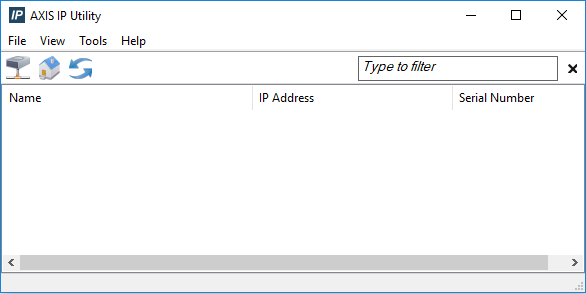 IP AXIS IP Utility
File View Tools Help
Type to filter
Name IP Address Serial Number